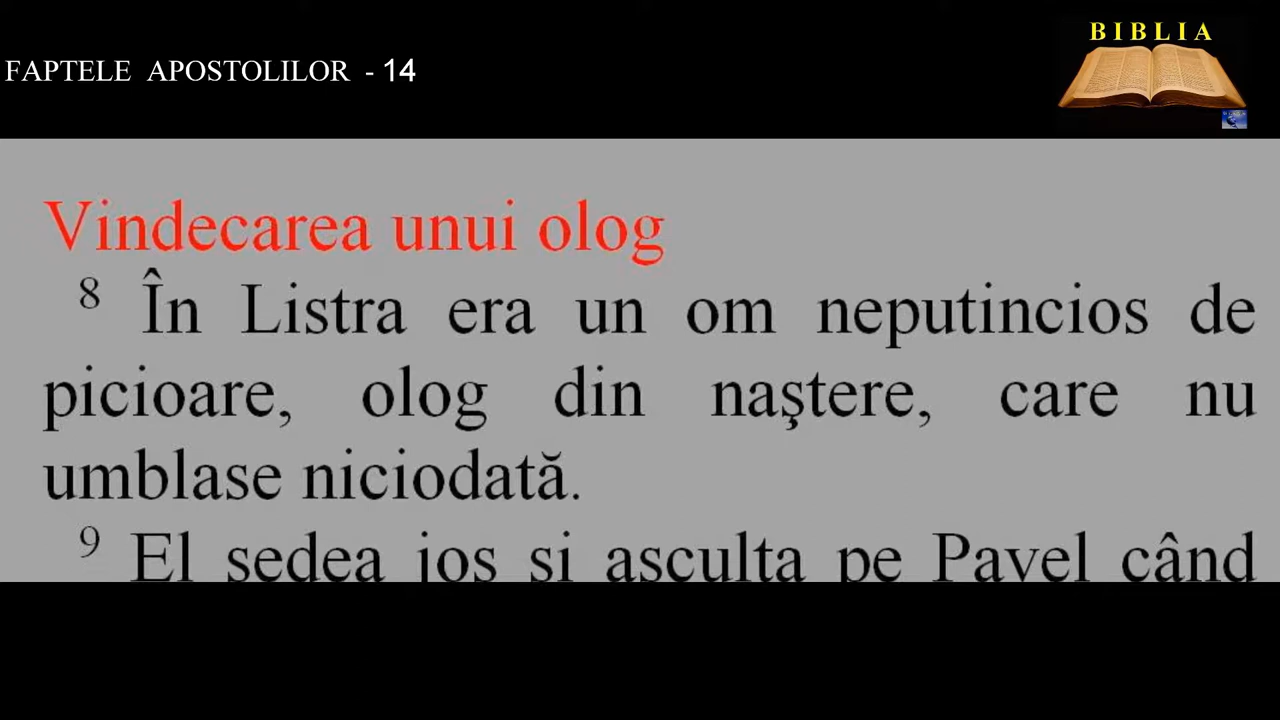 BIBLIA
FAPTELE APOSTOLILOR - 14
Vindecarea unui olog
8 În Listra era un om neputincios de
picioare, olog din naştere, care nu
umblase niciodată.
9 El şedea jos şi asculta pe Pavel când